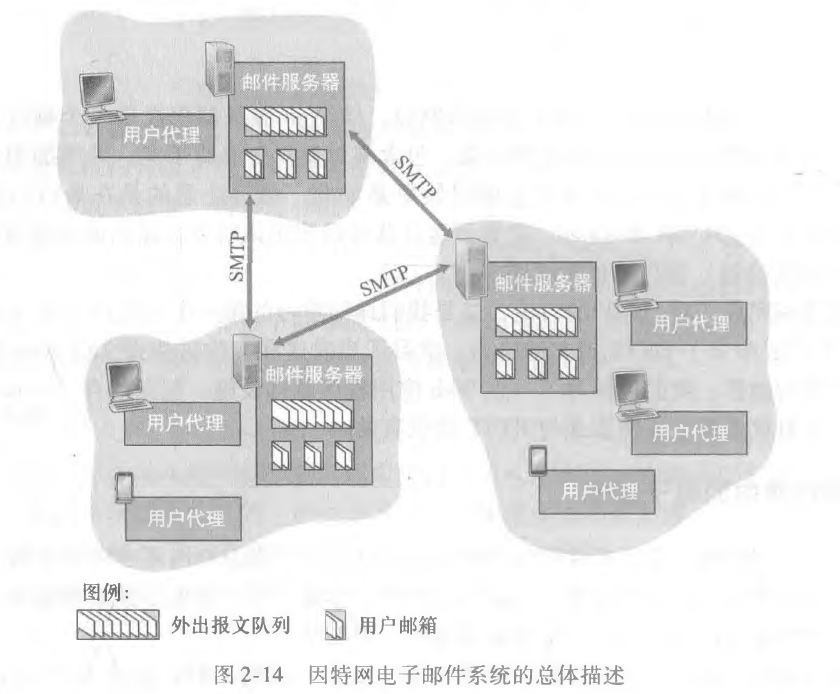 邮件服务器
用户代理
SMTP
SMTP
SMTP
邮件服务器
用户代理
用户代理
用户代理
邮件服务器
用户代理
用户代理
图例:
外出报文队列
用户邮箱
图 2-14 因特网电子邮件系统的总体描述